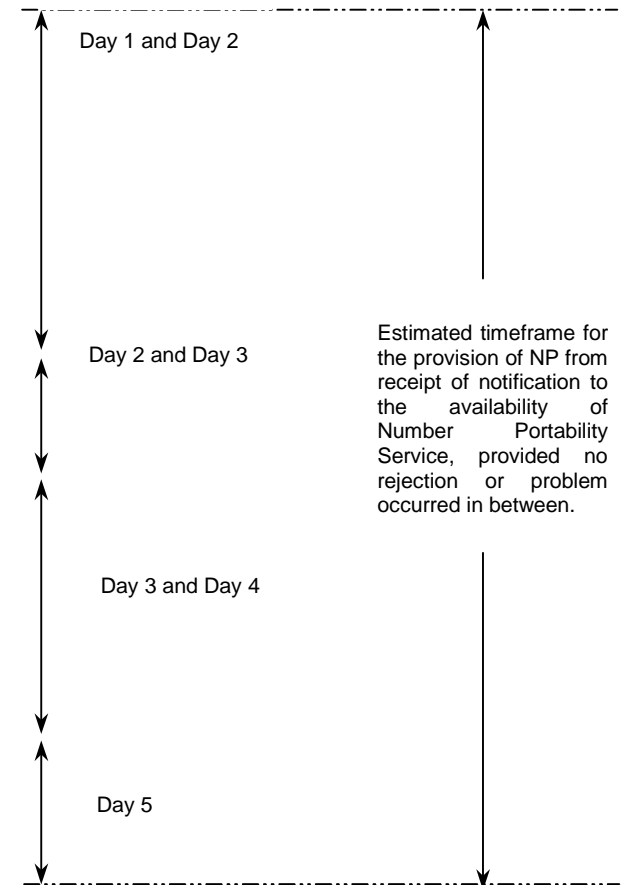 Day 1 and Day 2
Day 2 and Day 3
Estimated timeframe for
the provision of NP from
receipt of notification to
the availability of
Number Portability
Service, provided no
rejection or problem
occurred in between.
Day 3 and Day 4
Day 5